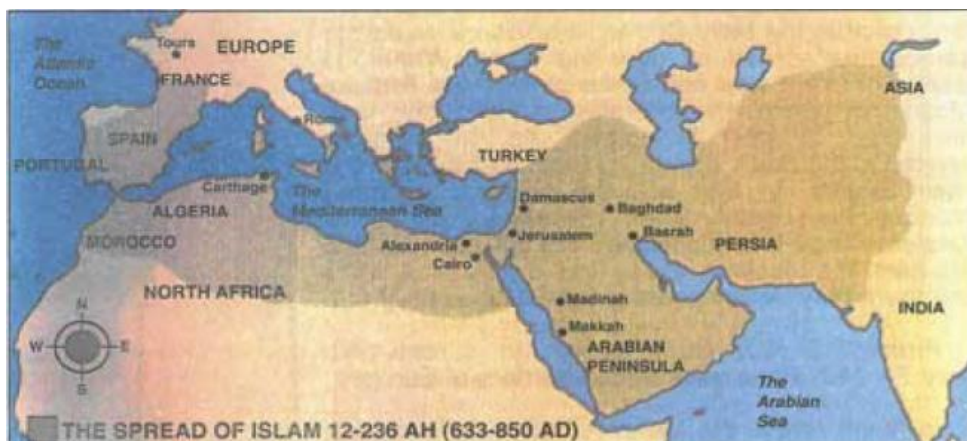 The
Atlantic
Ocean
Tours
EUROPE
FRANCE
ASIA
SPAIN
Rome
PORTUGAL
TURKEY
Carthage
The
Mediterranean Sea
ALGERIA
Damascus
Baghdad
MOROCCO
Alexandria
Jerusalem
Basrah
PERSIA
Cairo
NORTH AFRICA
INDIA
Madinah
N
W
E
S
Makkah
ARABIAN
PENINSULA
The
Arabian
Sea
THE SPREAD OF ISLAM 12-236 AH (633-850 AD)